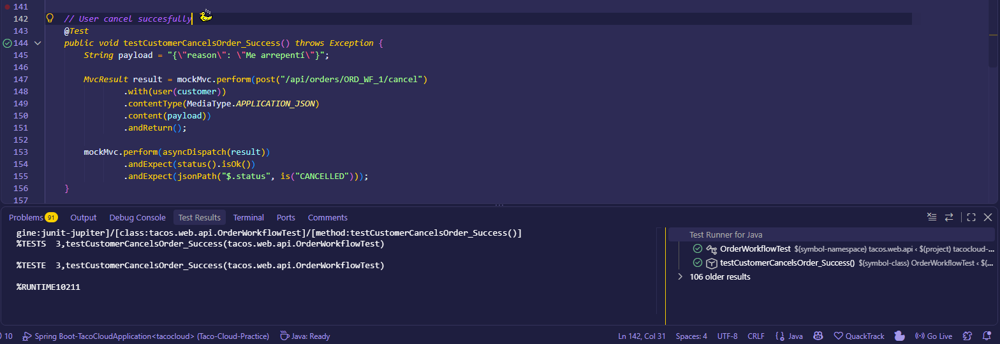 141
142 // User cancel succesfully
143 @Test
144 public void testCustomerCancelsOrder_Success() throws Exception {
145 String payload = "{\"reason\": \"Me arrepentí\"}";
146
147 MvcResult result = mockMvc.perform(post("/api/orders/ORD_WF_1/cancel")
148 .with(user(customer))
149 .contentType(MediaType.APPLICATION_JSON)
150 .content(payload))
151 .andReturn();
152
153 mockMvc.perform(asyncDispatch(result))
154 .andExpect(status().isOk())
155 .andExpect(jsonPath("$.status", is("CANCELLED")));
156 }
157
Problems 91 Output Debug Console Test Results Terminal Ports Comments
gine:junit-jupiter]/[class:tacos.web.api.OrderWorkflowTest]/[method:testCustomerCancelsOrder_Success()]
%TESTS 3,testCustomerCancelsOrder_Success(tacos.web.api.OrderWorkflowTest)
%TESTE 3,testCustomerCancelsOrder_Success(tacos.web.api.OrderWorkflowTest)
%RUNTIME10211
Test Runner for Java
OrderWorkflowTest $(symbol-namespace) tacos.web.api < $(project) tacocloud-...
testCustomerCancelsOrder_Success() $(symbol-class) OrderWorkflowTest < $(...
106 older results
10 Spring Boot-TacoCloudApplication<tacocloud> (Taco-Cloud-Practice) Java: Ready Ln 142, Col 31 Spaces: 4 UTF-8 CRLF Java QuackTrack Go Live